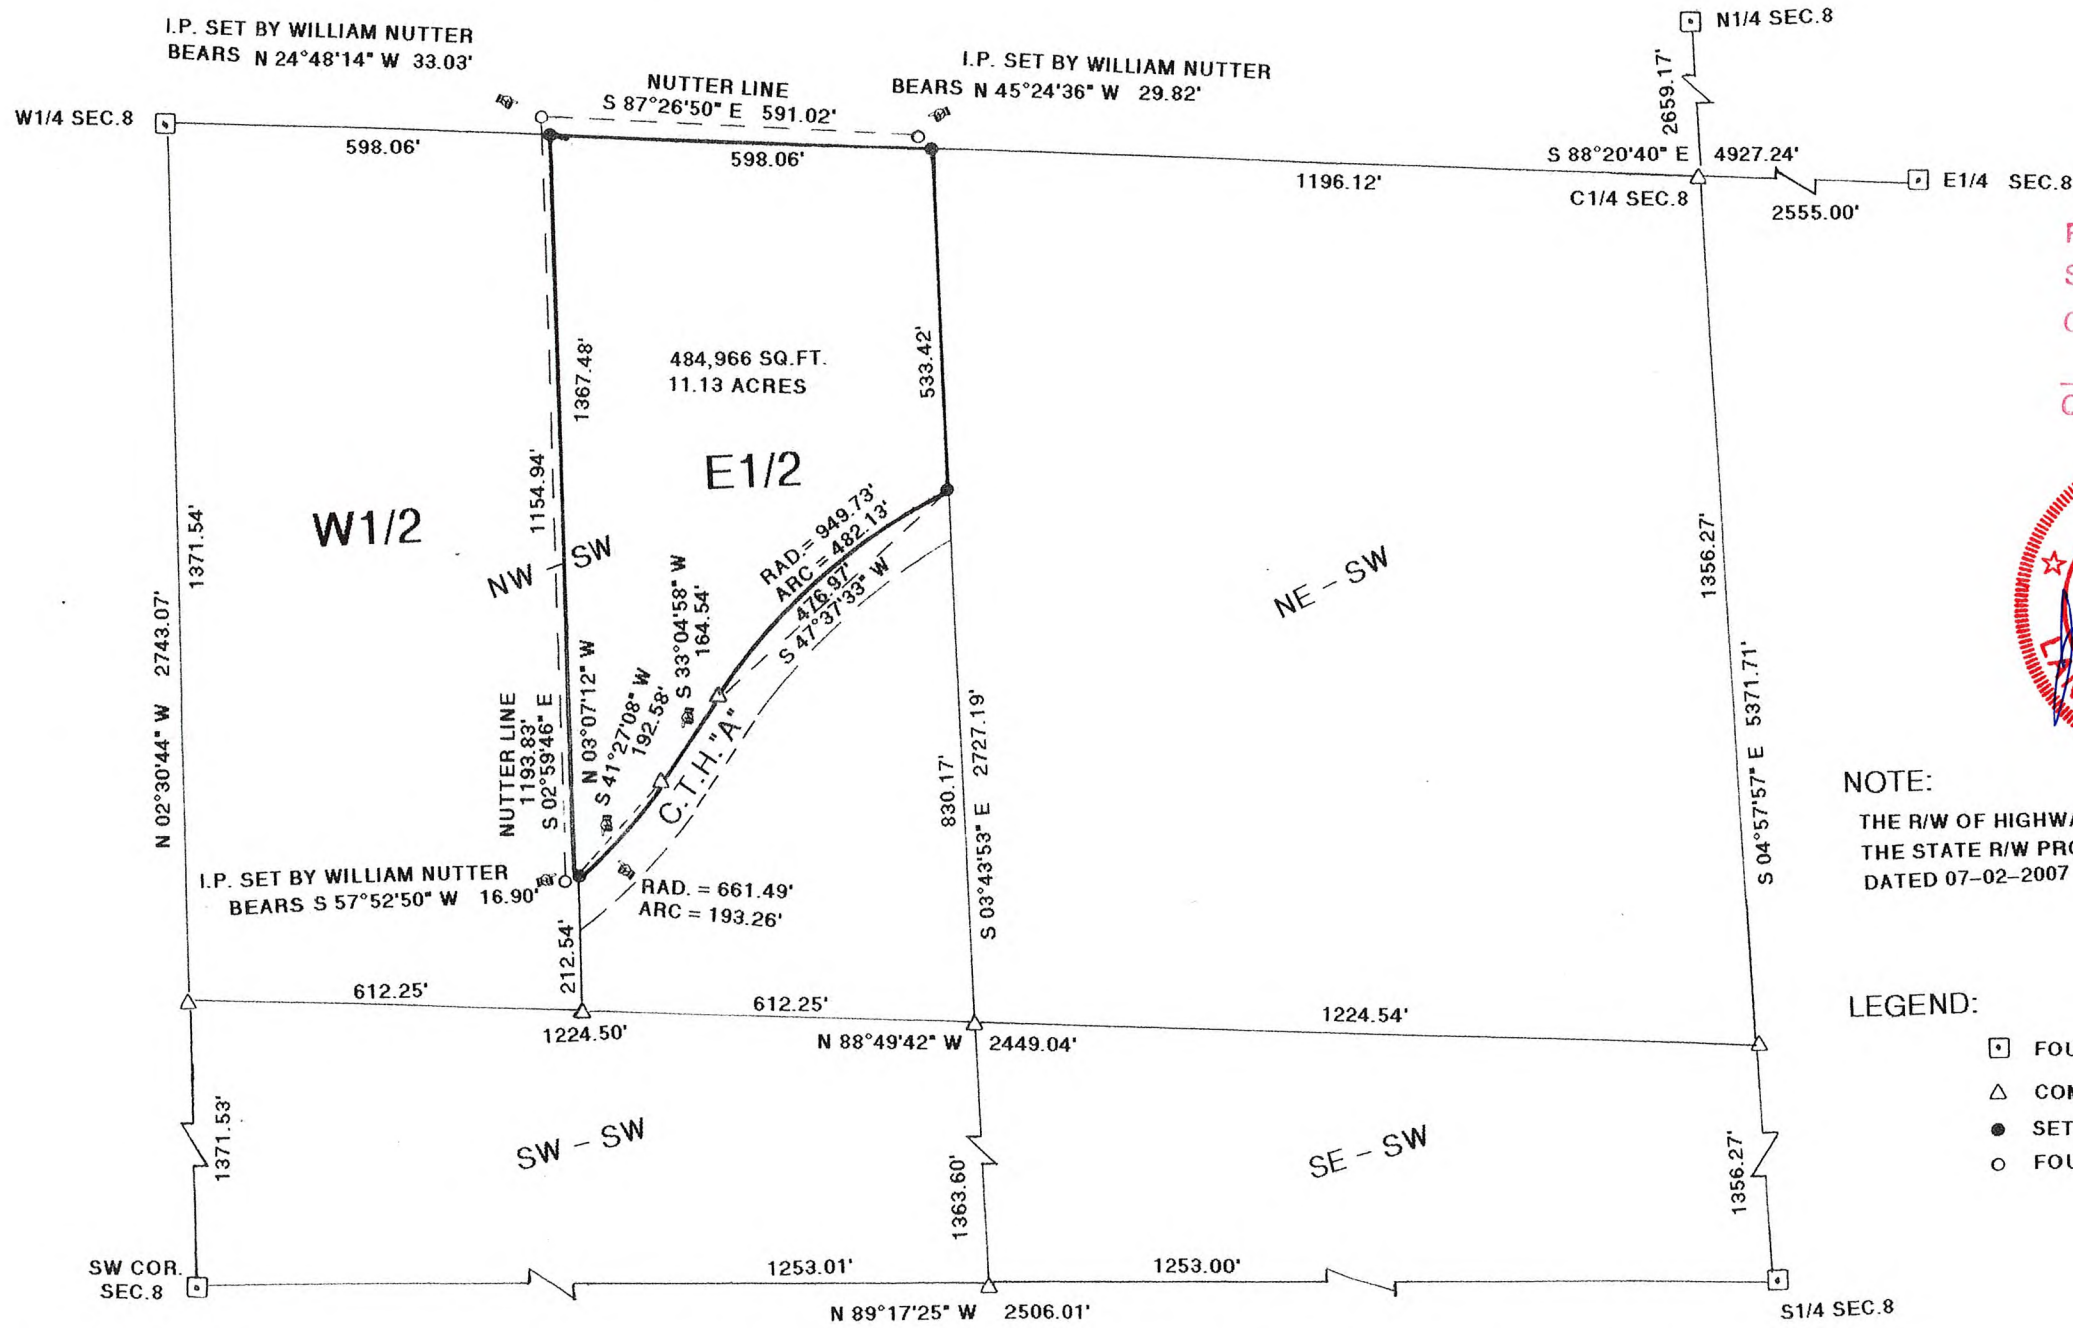 I.P. SET BY WILLIAM NUTTER
BEARS N 24°48'14" W 33.03'
W1/4 SEC.8
NUTTER LINE
S 87°26'50" E 591.02'
I.P. SET BY WILLIAM NUTTER
BEARS N 45°24'36" W 29.82'
N1/4 SEC.8
2659.17'
598.06'
598.06'
S 88°20'40" E 4927.24'
1196.12'
C1/4 SEC.8
E1/4 SEC.8
2555.00'
484,966 SQ.FT.
11.13 ACRES
1367.48'
533.42'
1154.94'
E1/2
W1/2
1371.54'
NW - SW
RAD. = 949.73'
ARC = 482.13'
476.97'
S 47°37'33" W
NE - SW
1356.27'
N 02°30'44" W 2743.07'
NUTTER LINE
1193.83'
S 02°59'46" E
N 03°07'12" W
S 41°27'08" W
192.58'
S 33°04'58" W
164.54'
C.T.H. "A"
830.17'
S 03°43'53" E 2727.19'
S 04°57'57" E 5371.71'
NOTE:
THE R/W OF HIGHWA
THE STATE R/W PRO
DATED 07-02-2007
I.P. SET BY WILLIAM NUTTER
BEARS S 57°52'50" W 16.90'
RAD. = 661.49'
ARC = 193.26'
212.54'
612.25'
612.25'
1224.50'
N 88°49'42" W 2449.04'
1224.54'
LEGEND:
FOU
COM
SET
FOU
1371.53'
SW - SW
1363.60'
SE - SW
1356.27'
SW COR.
SEC.8
1253.01'
1253.00'
N 89°17'25" W 2506.01'
S1/4 SEC.8